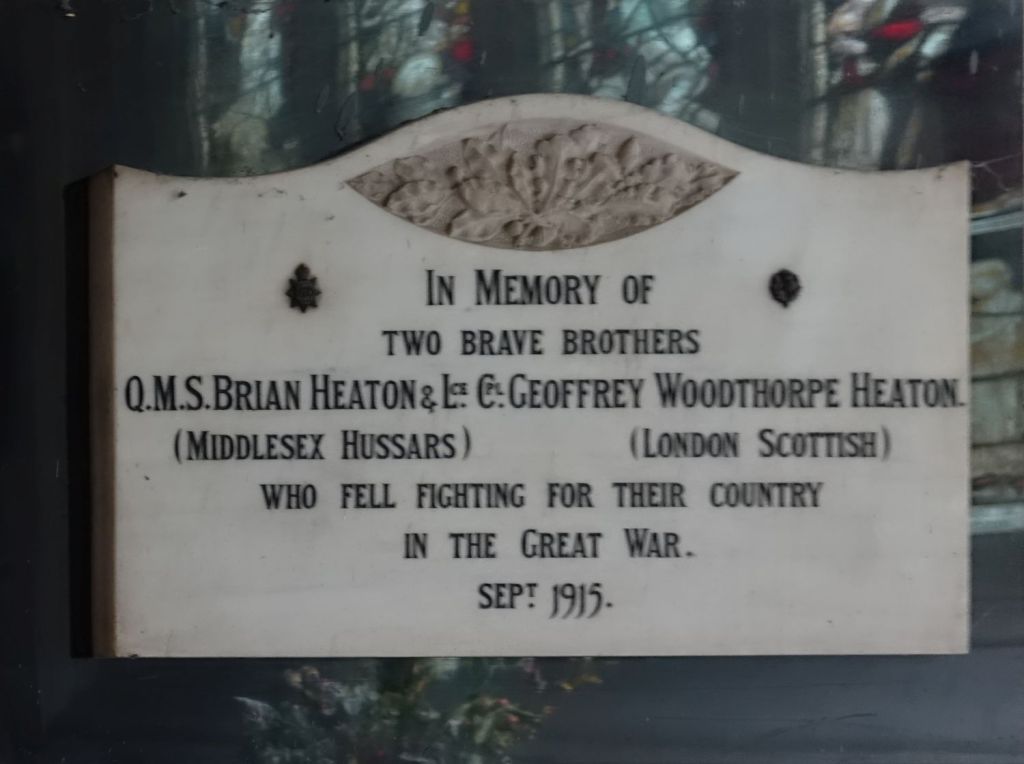 In Memory of
two brave brothers
Q.M.S. Brian Heaton & Lce. Cpl. Geoffrey Woodthorpe Heaton.
(Middlesex Hussars) (London Scottish)
who fell fighting for their country
in the Great War.
Sept 1915.